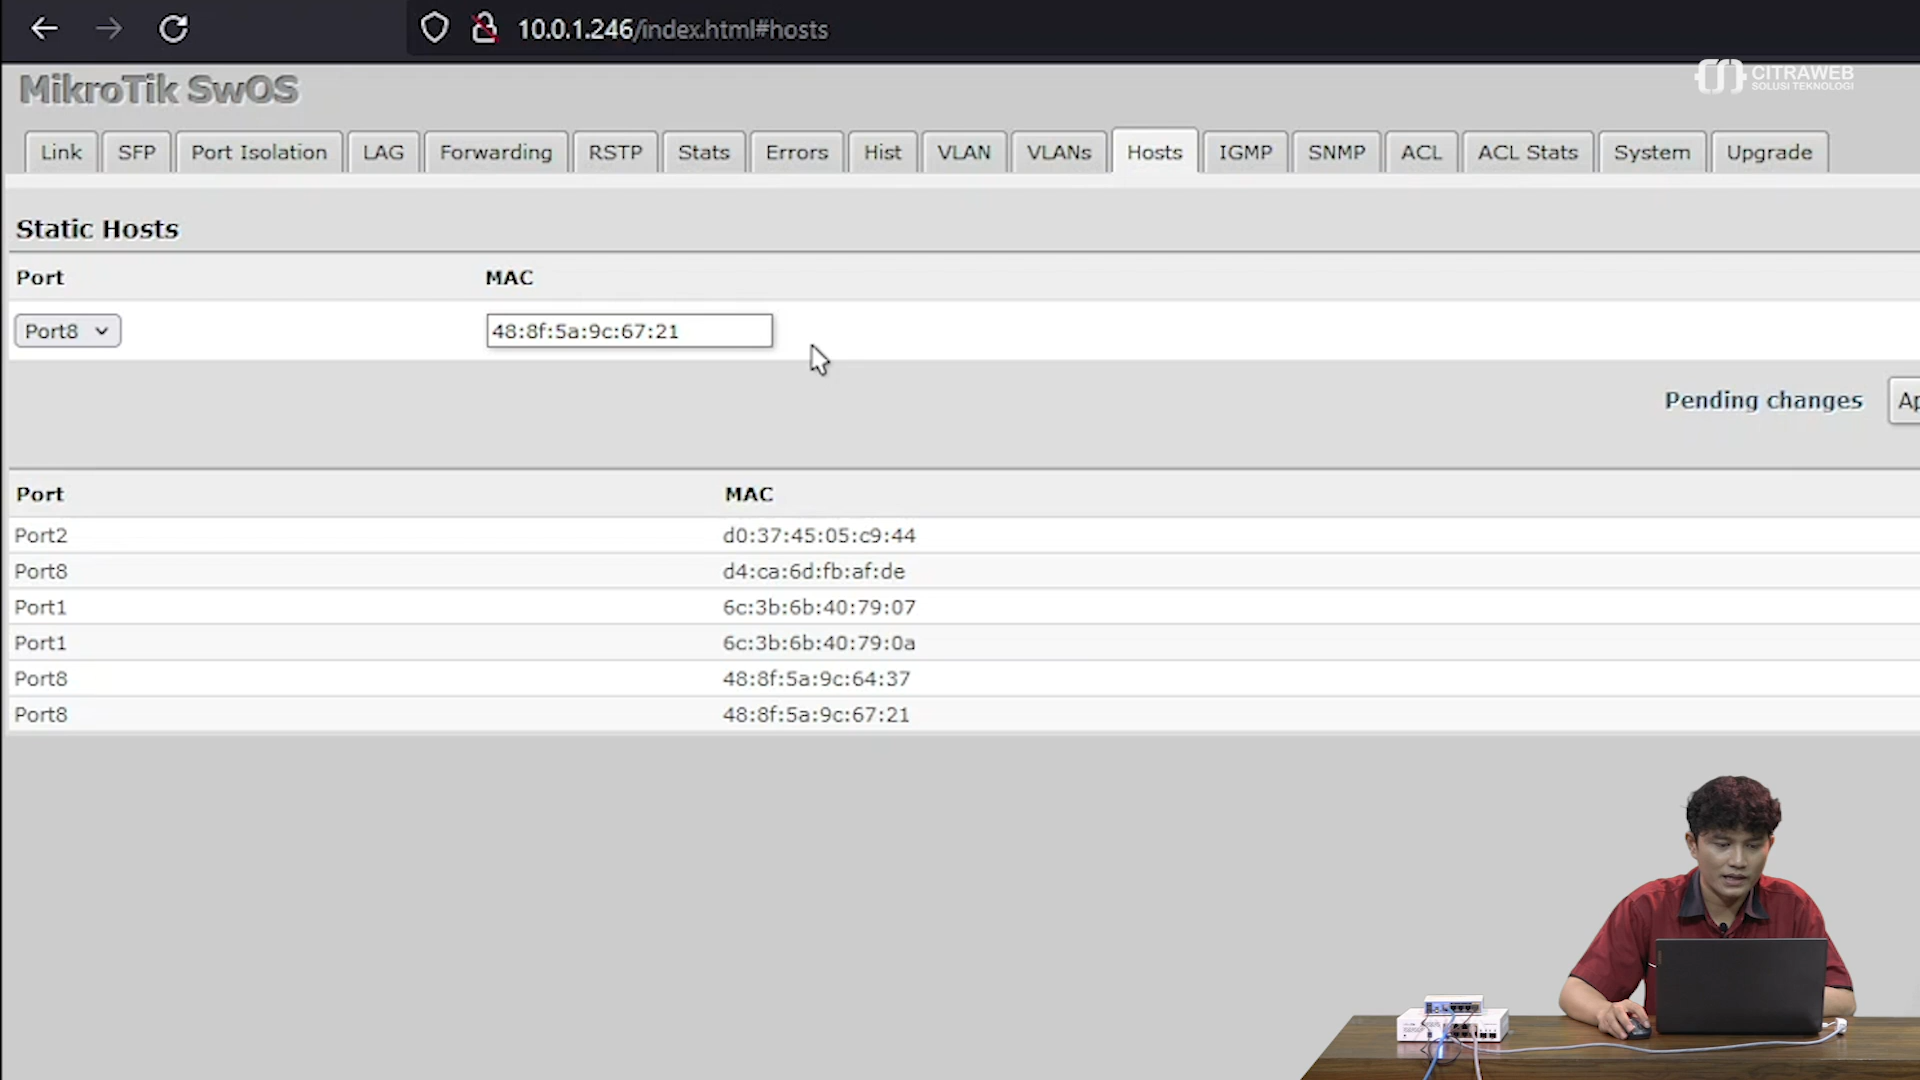 10.0.1.246/index.html#hosts
MikroTik SwOS
CITRAWEB
SOLUSI TEKNOLOGI
Link SFP Port Isolation LAG Forwarding RSTP Stats Errors Hist VLAN VLANs Hosts IGMP SNMP ACL ACL Stats System Upgrade
Static Hosts
Port MAC
Port8 48:8f:5a:9c:67:21
Pending changes Ap
Port MAC
Port2 d0:37:45:05:c9:44
Port8 d4:ca:6d:fb:af:de
Port1 6c:3b:6b:40:79:07
Port1 6c:3b:6b:40:79:0a
Port8 48:8f:5a:9c:64:37
Port8 48:8f:5a:9c:67:21